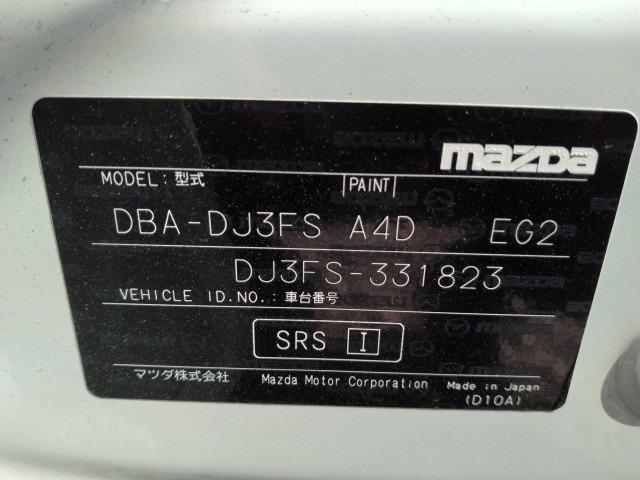 mazda
MODEL:型式 |PAINT|
DBA-DJ3FS A4D EG2
DJ3FS-331823
VEHICLE ID.NO.:車台番号
SRS I
マツダ株式会社 Mazda Motor Corporation Made in Japan
(D10A)